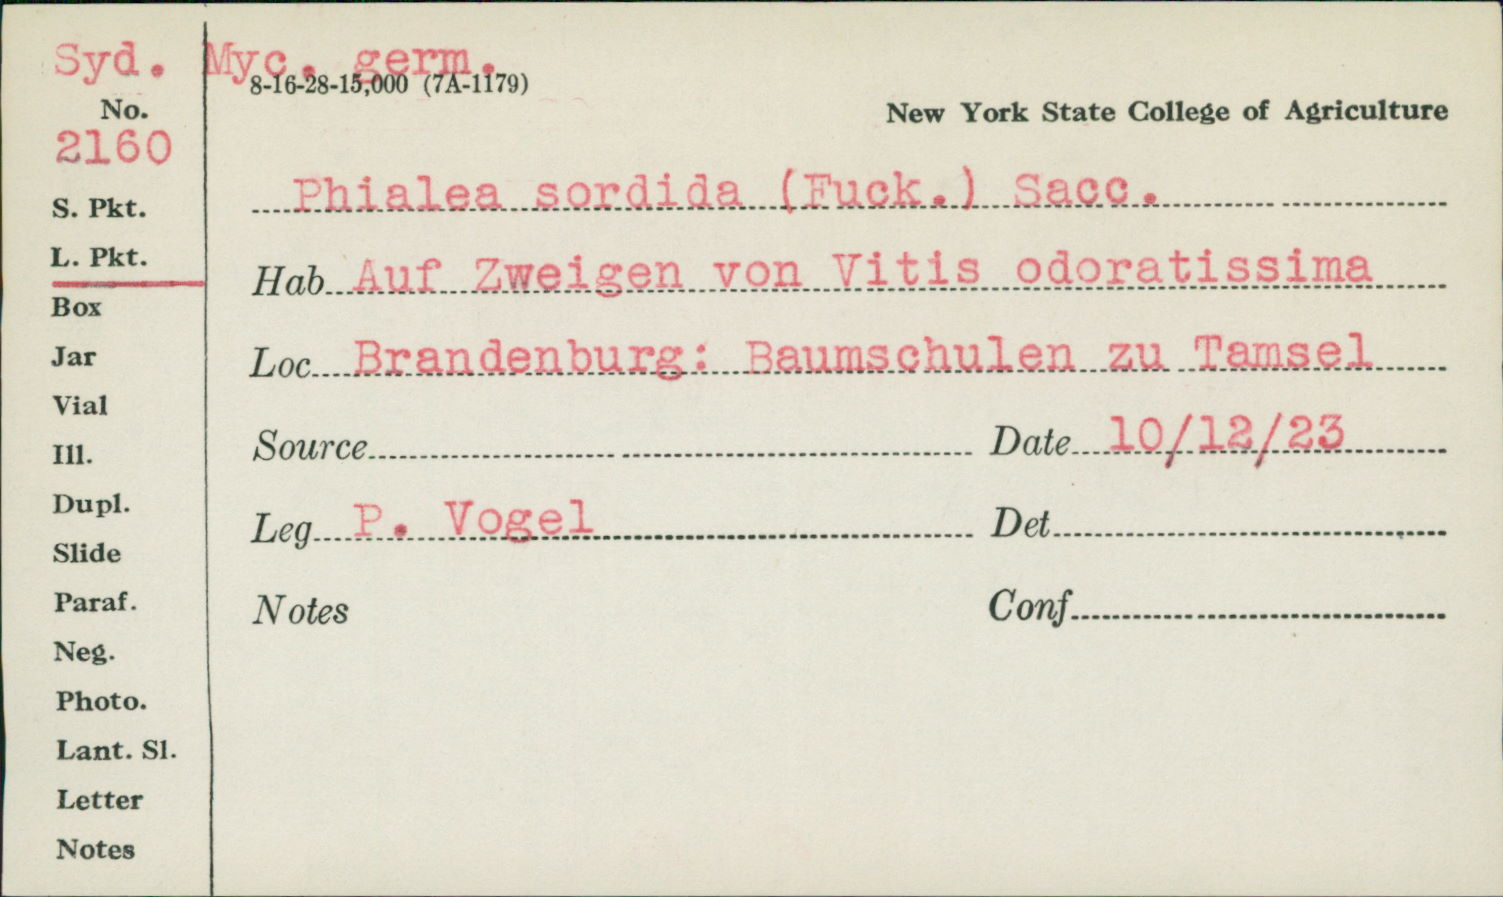 Syd. Myc. germ.
8-16-28-15,000 (7A-1179)
No.
New York State College of Agriculture
2160
Phialea sordida (Fuck.) Sacc.
S. Pkt.
L. Pkt.
Hab Auf Zweigen von Vitis odoratissima
Box
Jar
Loc Brandenburg: Baumschulen zu Tamsel
Vial
Ill.
Source Date 10/12/23
Dupl.
Leg P. Vogel Det
Slide
Paraf.
Notes Conf
Neg.
Photo.
Lant. Sl.
Letter
Notes